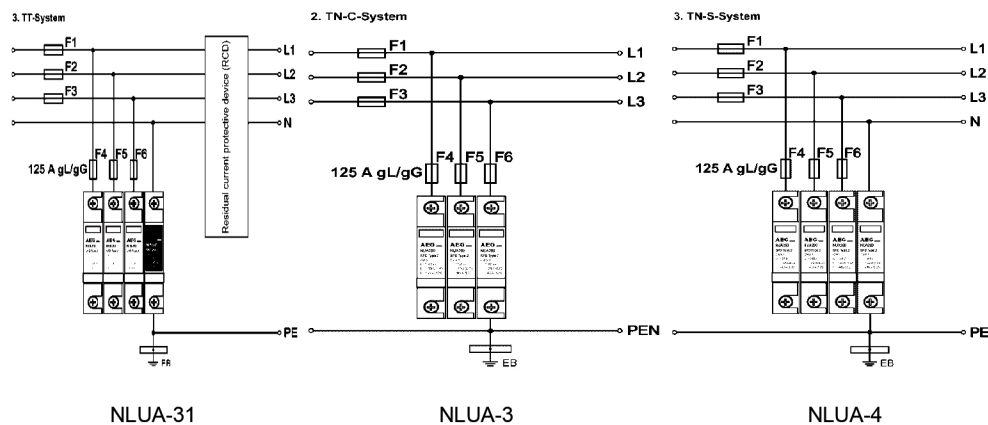 3. TT-System
F1
L1
F2
L2
F3
L3
N
Residual current protective device (RCD)
F4
F5
F6
125 A gL/gG
AEG
AEG
AEG
PE
EB
NLUA-31
2. TN-C-System
F1
L1
F2
L2
F3
L3
F4
F5
F6
125 A gL/gG
AEG
AEG
AEG
PEN
EB
NLUA-3
3. TN-S-System
F1
L1
F2
L2
F3
L3
N
F4
F5
F6
125 A gL/gG
AEG
AEG
AEG
AEG
PE
EB
NLUA-4